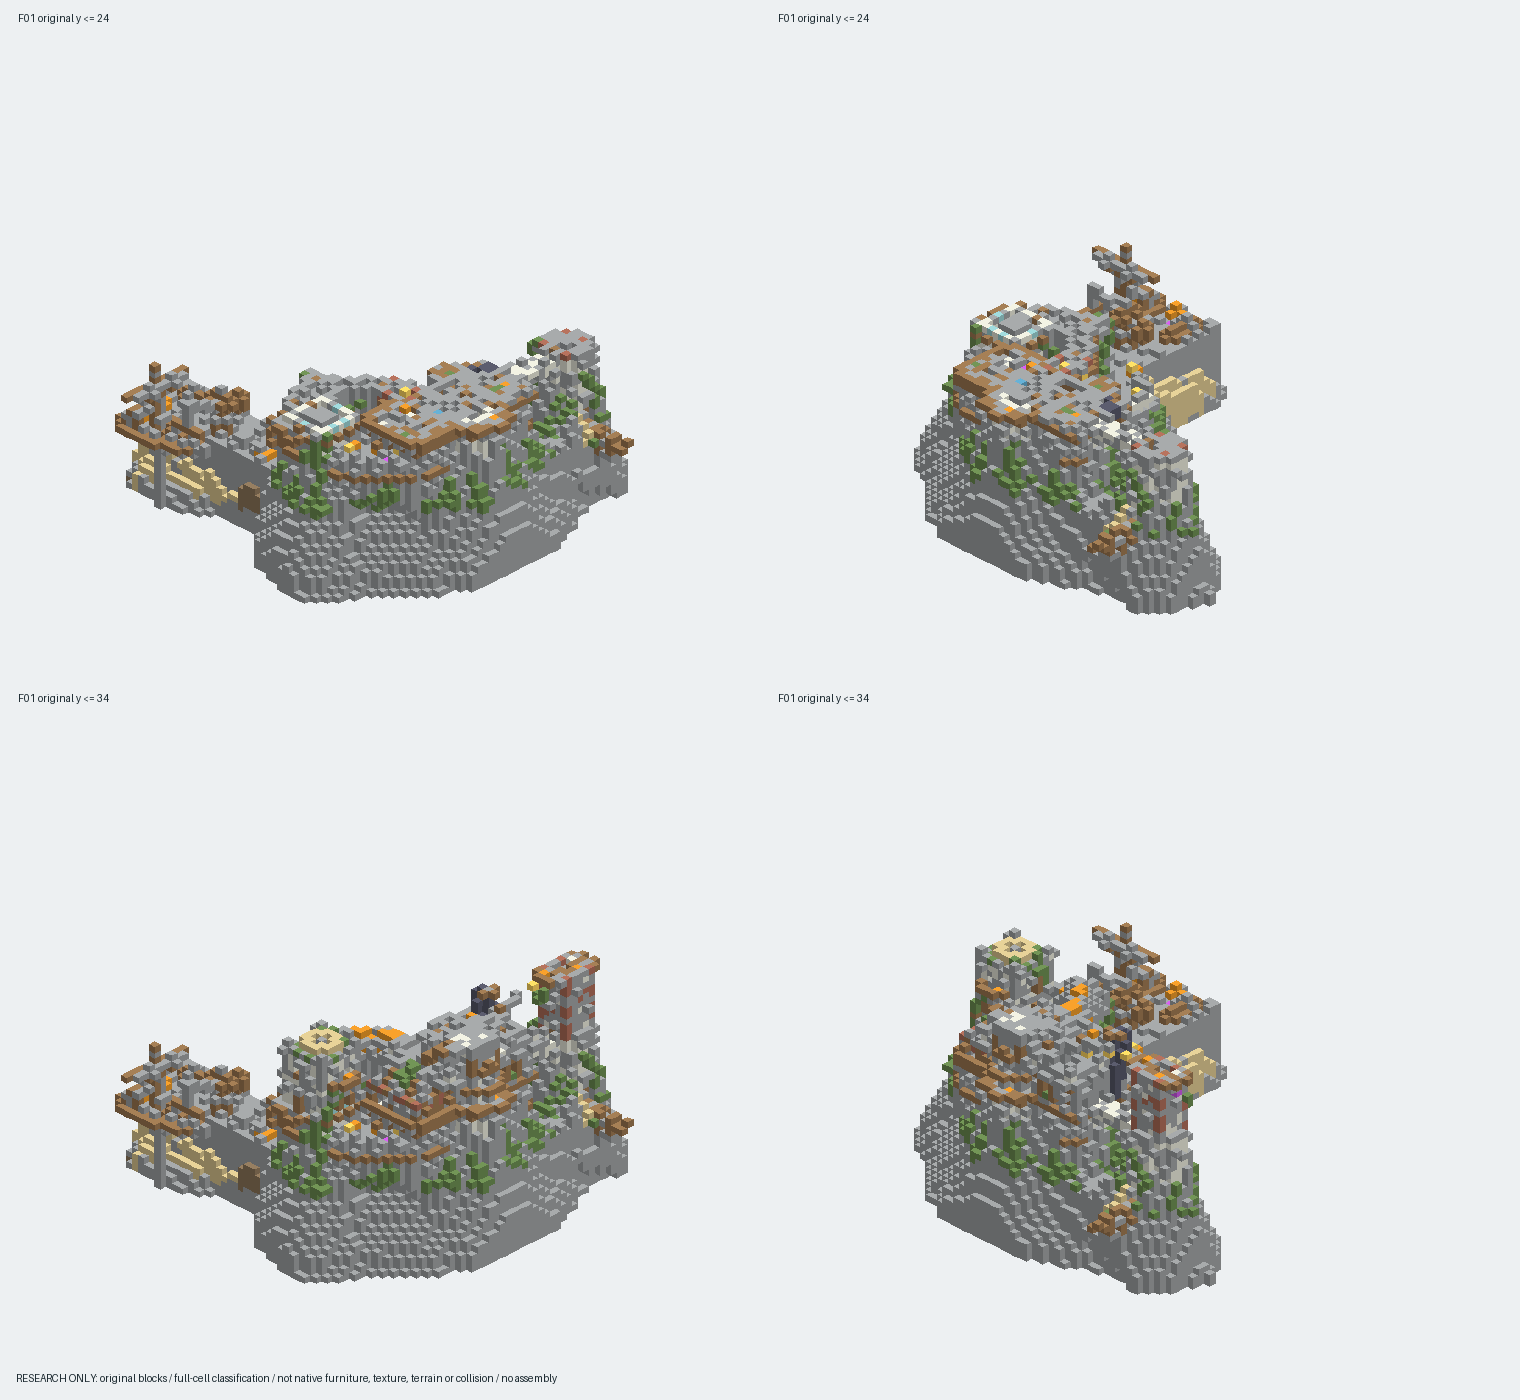 F01 original y <= 24
F01 original y <= 24
F01 original y <= 34
F01 original y <= 34
RESEARCH ONLY: original blocks / full-cell classification / not native furniture, texture, terrain or collision / no assembly